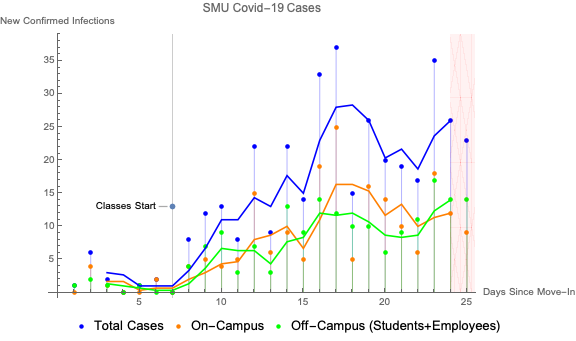 SMU Covid-19 Cases
New Confirmed Infections
35
30
25
20
15
10
5
Classes Start
5 10 15 20 25 Days Since Move-In
Total Cases On-Campus Off-Campus (Students+Employees)